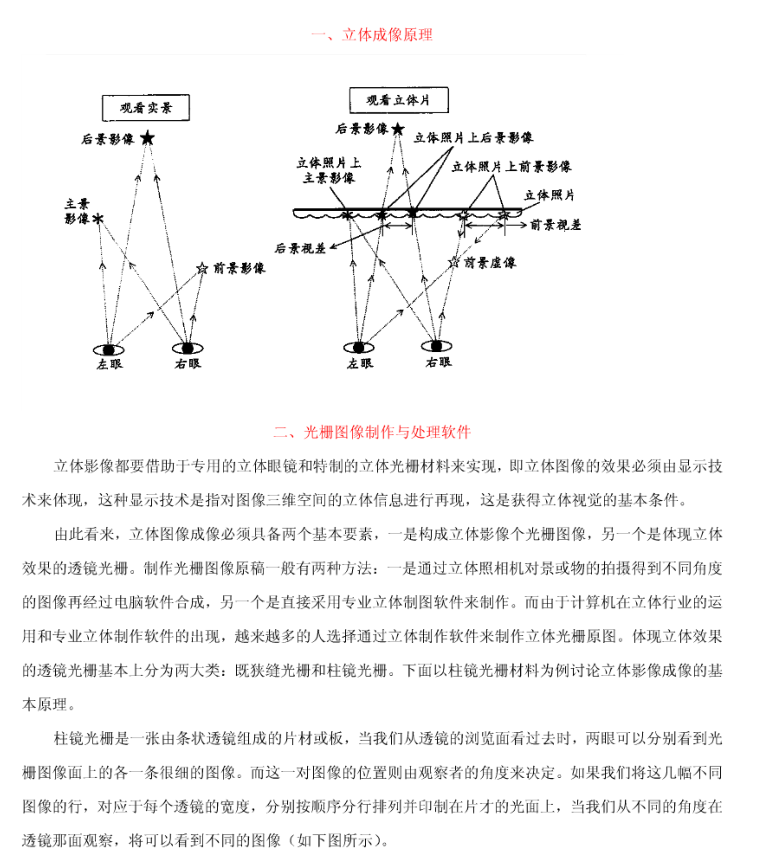 一、立体成像原理
观看实景
观看立体片
后景影像
后景影像
立体照片上后景影像
立体照片上
主景影像
立体照片上前景影像
主景
影像
立体照片
前景视差
后景视差
前景影像
前景虚像
左眼
右眼
左眼
右眼
二、光栅图像制作与处理软件
立体影像都要借助于专用的立体眼镜和特制的立体光栅材料来实现，即立体图像的效果必须由显示技
术来体现，这种显示技术是指对图像三维空间的立体信息进行再现，这是获得立体视觉的基本条件。
由此看来，立体图像成像必须具备两个基本要素，一是构成立体影像个光栅图像，另一个是体现立体
效果的透镜光栅。制作光栅图像原稿一般有两种方法：一是通过立体照相机对景或物的拍摄得到不同角度
的图像再经过电脑软件合成，另一个是直接采用专业立体制图软件来制作。而由于计算机在立体行业的运
用和专业立体制作软件的出现，越来越多的人选择通过立体制作软件来制作立体光栅原图。体现立体效果
的透镜光栅基本上分为两大类：既狭缝光栅和柱镜光栅。下面以柱镜光栅材料为例讨论立体影像成像的基
本原理。
柱镜光栅是一张由条状透镜组成的片材或板，当我们从透镜的浏览面看过去时，两眼可以分别看到光
栅图像面上的各一条很细的图像。而这一对图像的位置则由观察者的角度来决定。如果我们将这几幅不同
图像的行，对应于每个透镜的宽度，分别按顺序分行排列并印制在片才的光面上，当我们从不同的角度在
透镜那面观察，将可以看到不同的图像（如下图所示）。